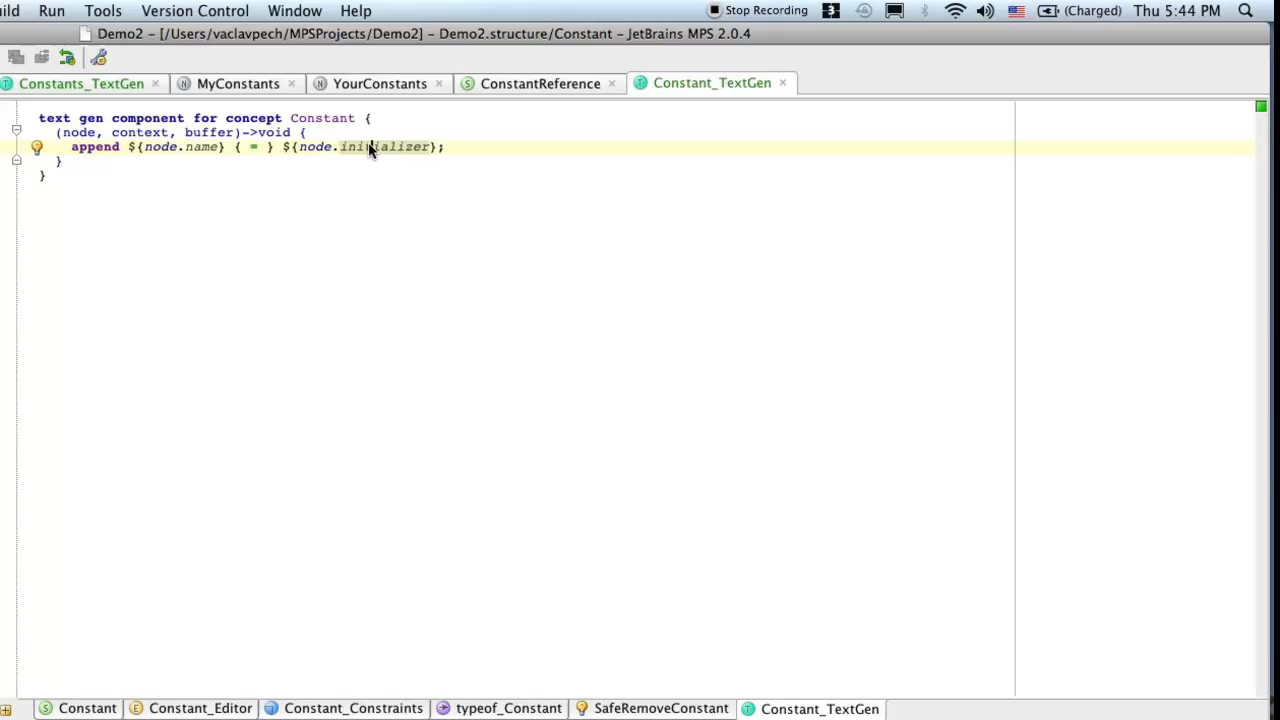 ild Run Tools Version Control Window Help Stop Recording 3 (Charged) Thu 5:44 PM
Demo2 – [/Users/vaclavpech/MPSProjects/Demo2] – Demo2.structure/Constant – JetBrains MPS 2.0.4
Constants_TextGen MyConstants YourConstants ConstantReference Constant_TextGen
text gen component for concept Constant {
(node, context, buffer)->void {
append ${node.name} { = } ${node.initializer};
}
}
Constant Constant_Editor Constant_Constraints typeof_Constant SafeRemoveConstant Constant_TextGen